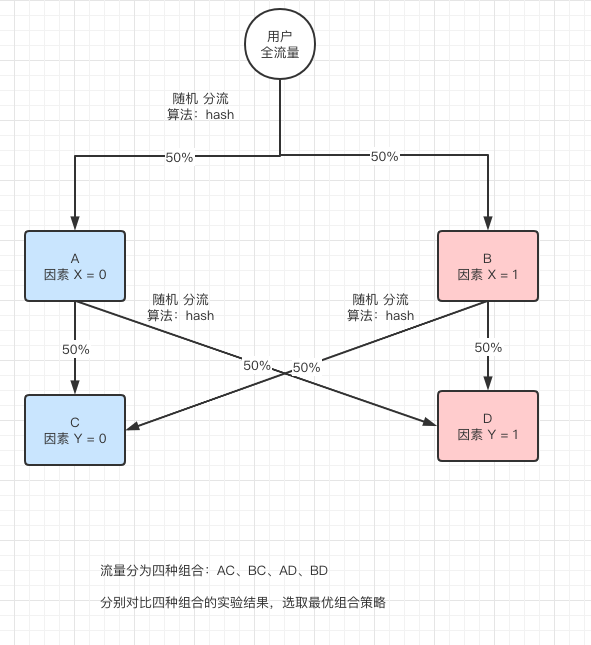 用户
全流量
随机 分流
算法：hash
50%
50%
A
因素 X = 0
B
因素 X = 1
随机 分流
算法：hash
随机 分流
算法：hash
50%
50%
50%
50%
C
因素 Y = 0
D
因素 Y = 1
流量分为四种组合：AC、BC、AD、BD
分别对比四种组合的实验结果，选取最优组合策略